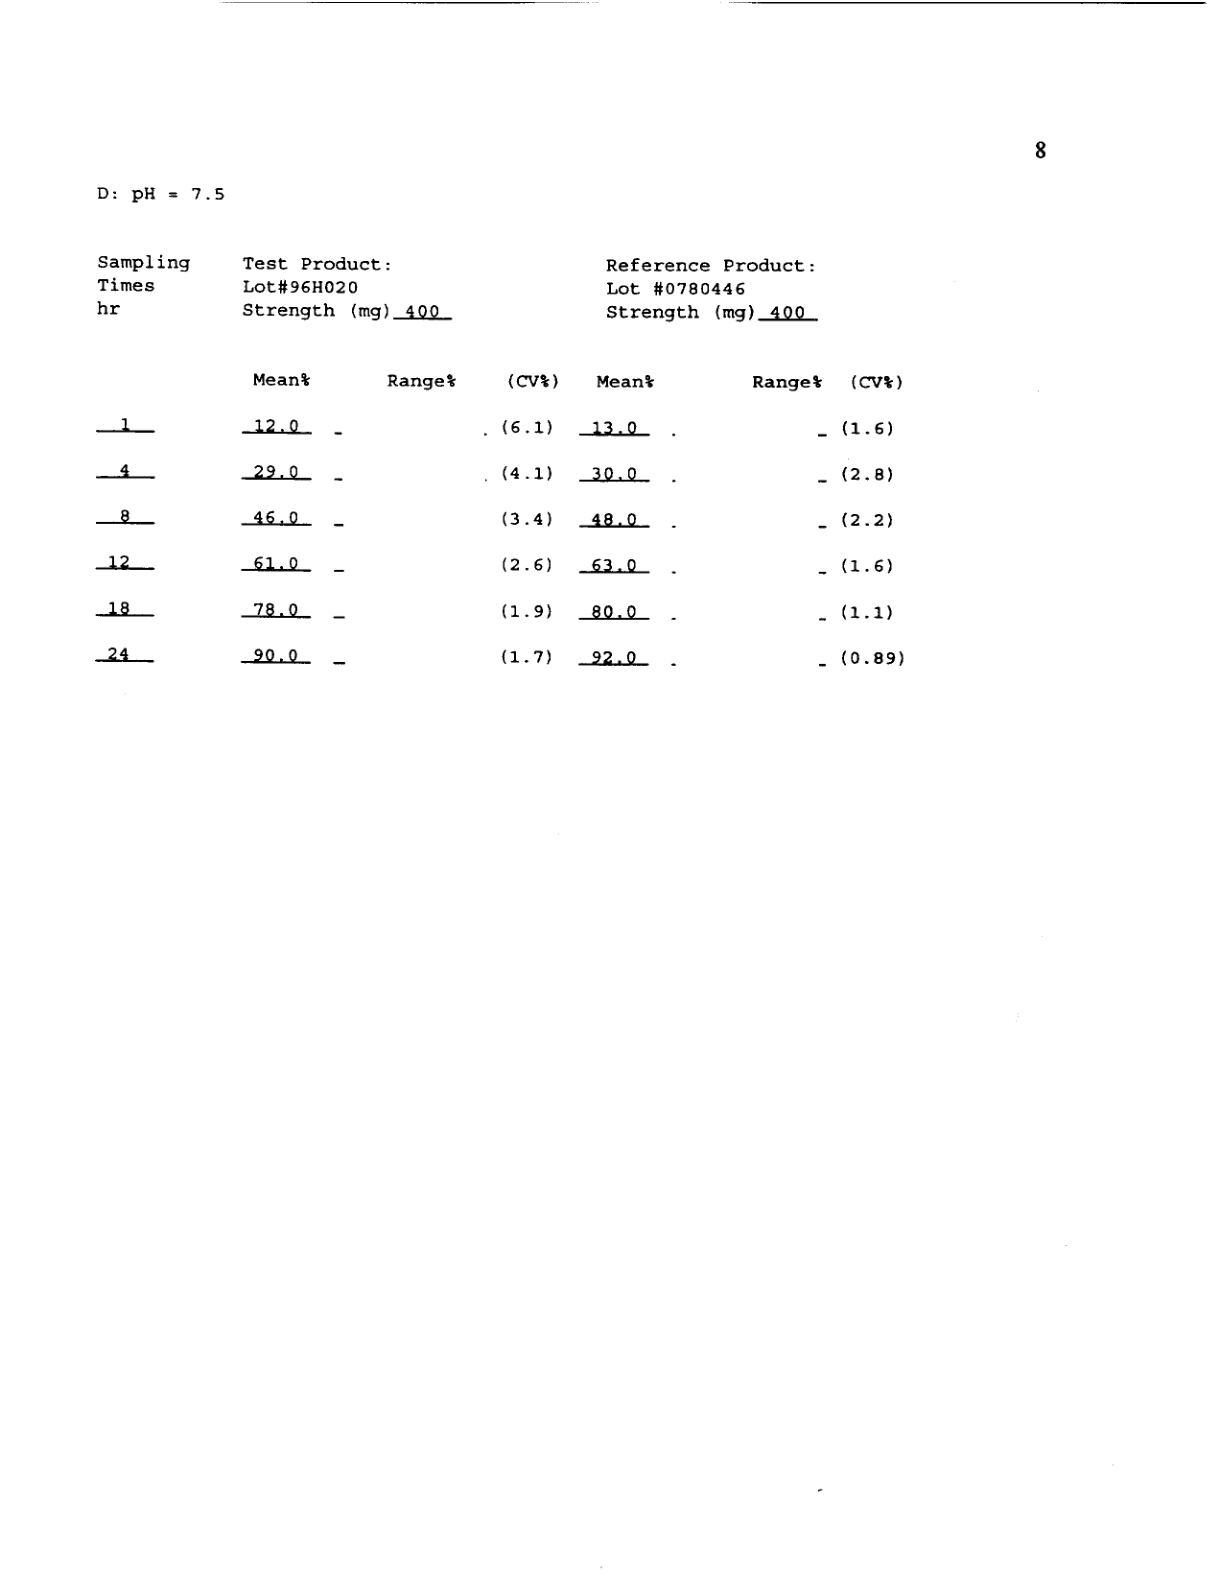 8
D: pH = 7.5
Sampling Test Product: Reference Product:
Times Lot#96H020 Lot #0780446
hr Strength (mg) 400 Strength (mg) 400
Mean% Range% (CV%) Mean% Range% (CV%)
1 12.0 (6.1) 13.0 (1.6)
4 29.0 (4.1) 30.0 (2.8)
8 46.0 (3.4) 48.0 (2.2)
12 61.0 (2.6) 63.0 (1.6)
18 78.0 (1.9) 80.0 (1.1)
24 90.0 (1.7) 92.0 (0.89)